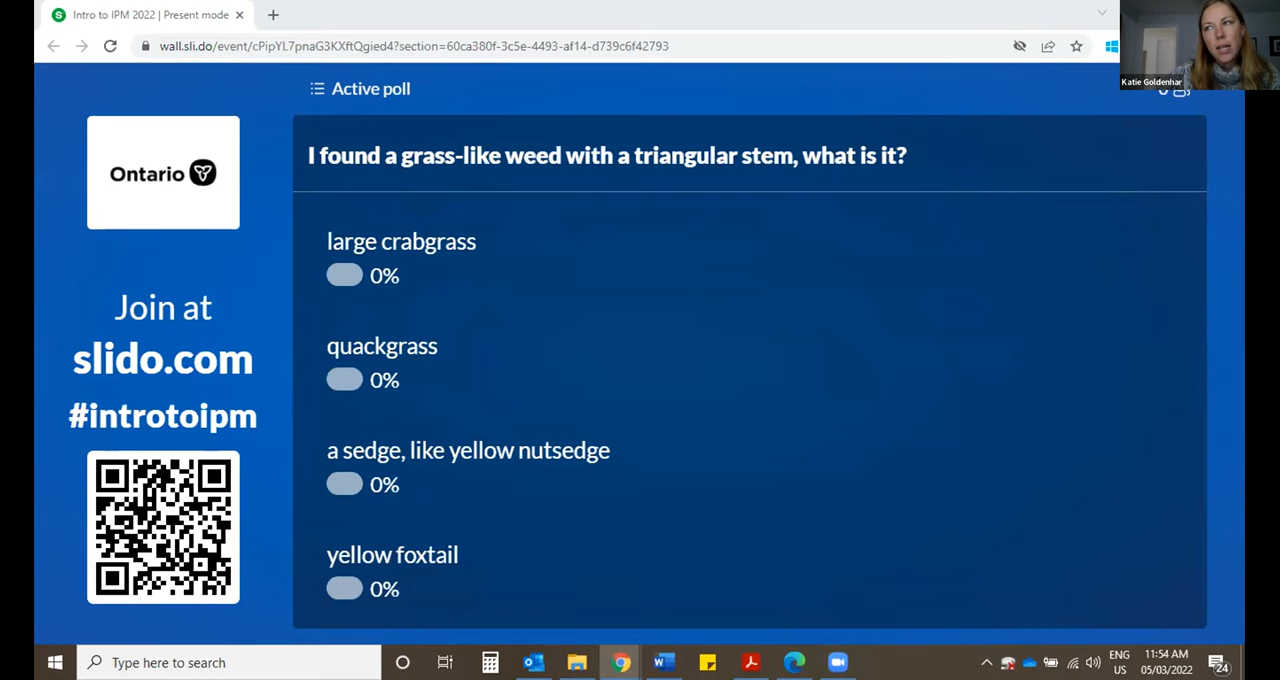 Intro to IPM 2022 | Present mode
wall.sli.do/event/cPipYL7pnaG3KXftQgied4?section=60ca380f-3c5e-4493-af14-d739c6f42793
Katie Goldenhar
Active poll
Ontario
I found a grass-like weed with a triangular stem, what is it?
large crabgrass
0%
quackgrass
0%
a sedge, like yellow nutsedge
0%
yellow foxtail
0%
Join at
slido.com
#introtoipm
Type here to search
ENG
US
11:54 AM
05/03/2022
24